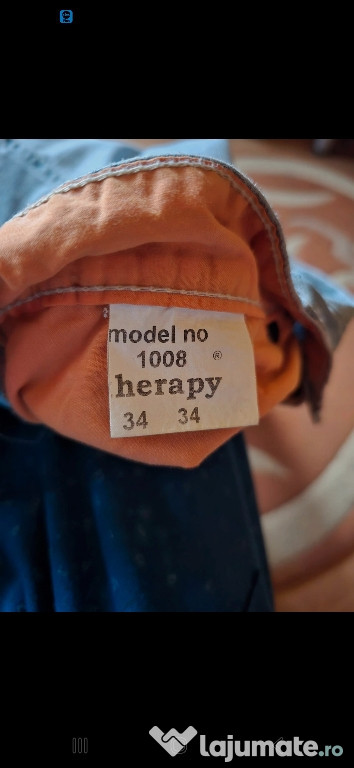 model no
1008 ®
herapy
34 34
lajumate.ro